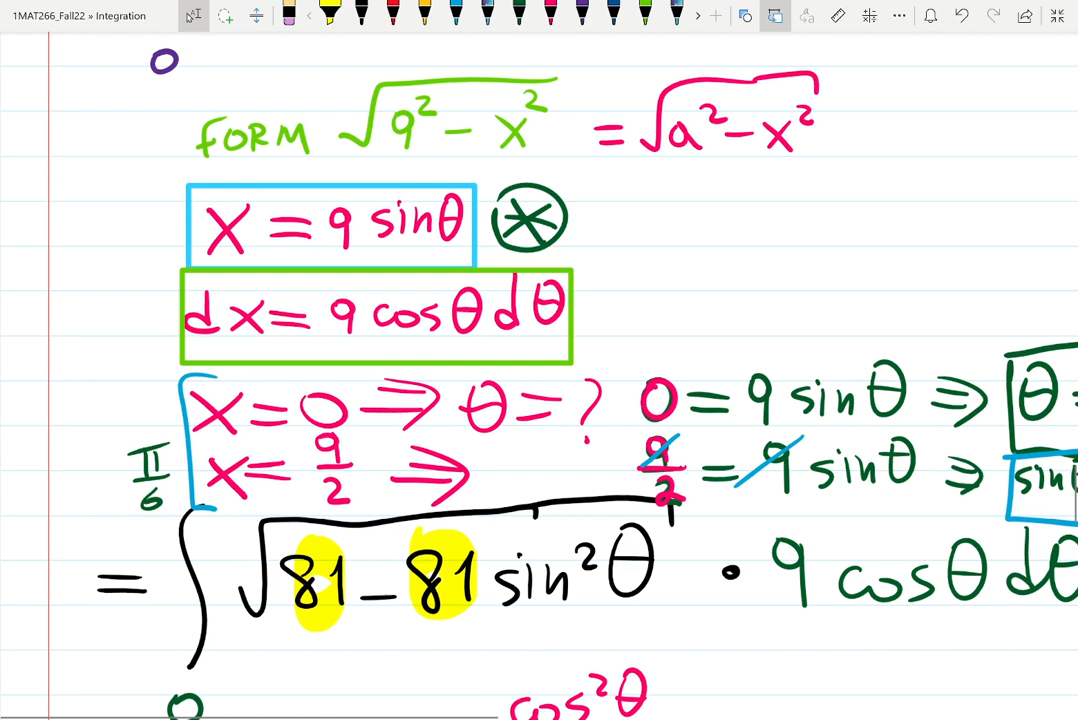 1MAT266_Fall22 » Integration
0
FORM √(9² − x²) = √(a² − x²)
x = 9 sinθ ⊛
dx = 9 cosθ dθ
x = 0 ⇒ θ = ? 0 = 9 sinθ ⇒ θ =
x = 9/2 ⇒ 9/2 = 9 sinθ ⇒ sin
π/6
= ∫ √(81 − 81 sin²θ) · 9 cosθ dθ
0
cos²θ